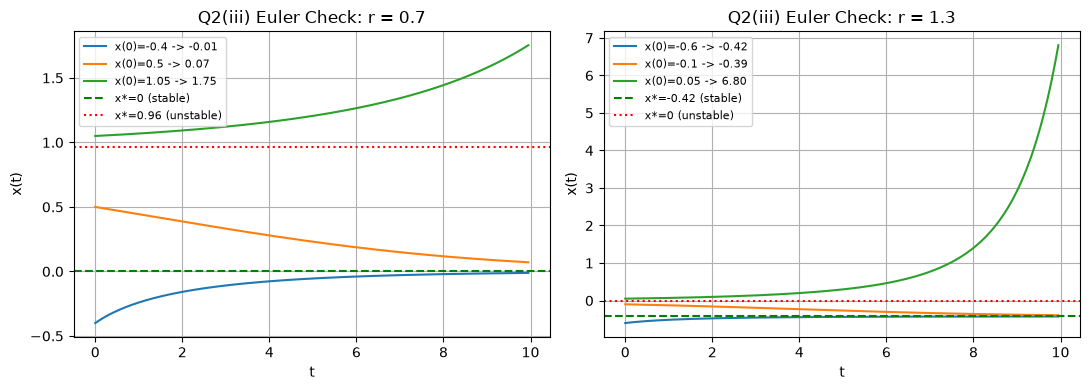 Q2(iii) Euler Check: r = 0.7
x(0)=-0.4 -> -0.01
x(0)=0.5 -> 0.07
x(0)=1.05 -> 1.75
x*=0 (stable)
x*=0.96 (unstable)
x(t)
1.5
1.0
0.5
0.0
−0.5
0
2
4
6
8
10
t
Q2(iii) Euler Check: r = 1.3
x(0)=-0.6 -> -0.42
x(0)=-0.1 -> -0.39
x(0)=0.05 -> 6.80
x*=-0.42 (stable)
x*=0 (unstable)
x(t)
7
6
5
4
3
2
1
0
0
2
4
6
8
10
t